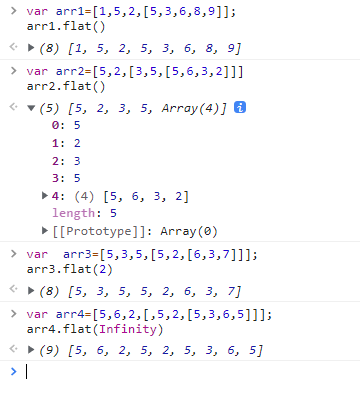 > var arr1=[1,5,2,[5,3,6,8,9]];
arr1.flat()
<· ▶ (8) [1, 5, 2, 5, 3, 6, 8, 9]
> var arr2=[5,2,[3,5,[5,6,3,2]]]
arr2.flat()
<· ▼ (5) [5, 2, 3, 5, Array(4)] i
0: 5
1: 2
2: 3
3: 5
▶ 4: (4) [5, 6, 3, 2]
length: 5
▶ [[Prototype]]: Array(0)
> var  arr3=[5,3,5,[5,2,[6,3,7]]];
arr3.flat(2)
<· ▶ (8) [5, 3, 5, 5, 2, 6, 3, 7]
> var arr4=[5,6,2,[,5,2,[5,3,6,5]]];
arr4.flat(Infinity)
<· ▶ (9) [5, 6, 2, 5, 2, 5, 3, 6, 5]
>